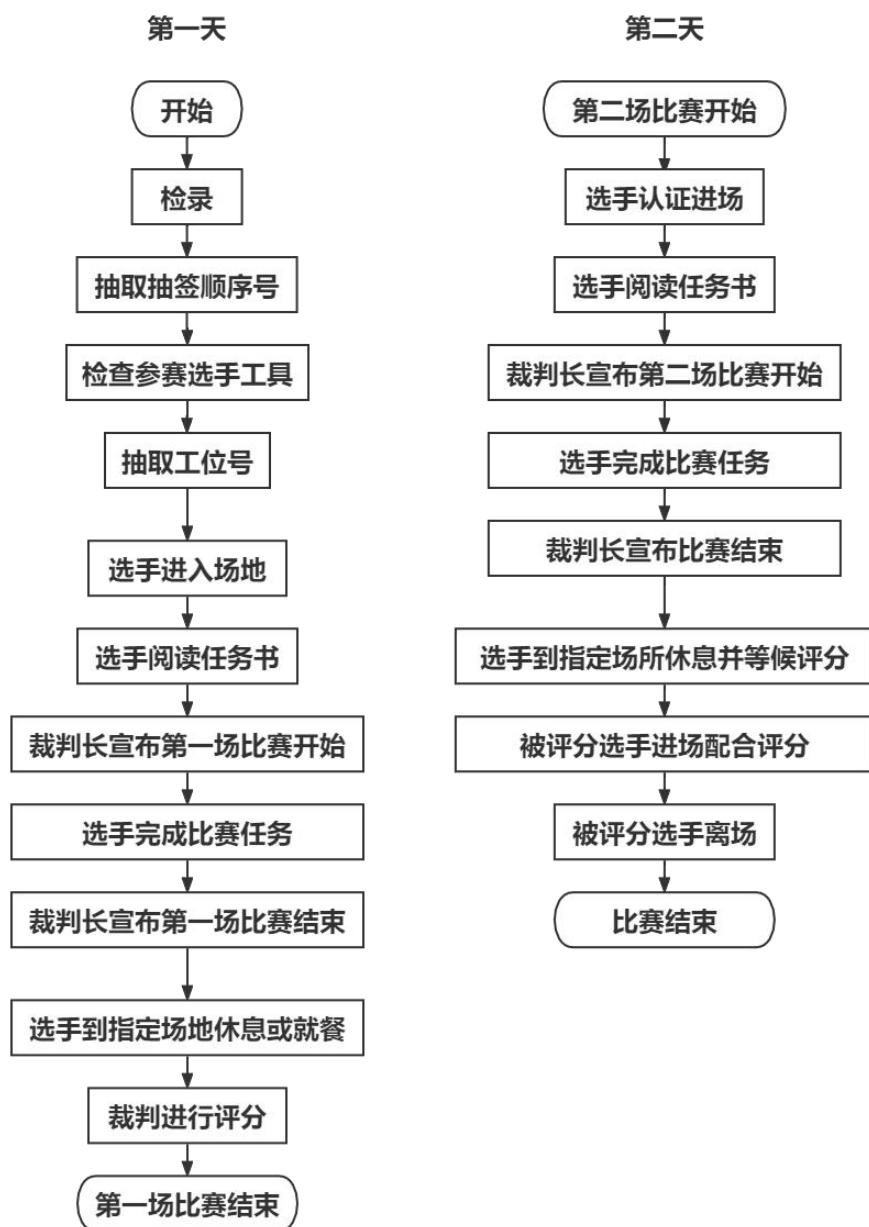 第一天
开始
检录
抽取抽签顺序号
检查参赛选手工具
抽取工位号
选手进入场地
选手阅读任务书
裁判长宣布第一场比赛开始
选手完成比赛任务
裁判长宣布第一场比赛结束
选手到指定场地休息或就餐
裁判进行评分
第一场比赛结束
第二天
第二场比赛开始
选手认证进场
选手阅读任务书
裁判长宣布第二场比赛开始
选手完成比赛任务
裁判长宣布比赛结束
选手到指定场所休息并等候评分
被评分选手进场配合评分
被评分选手离场
比赛结束